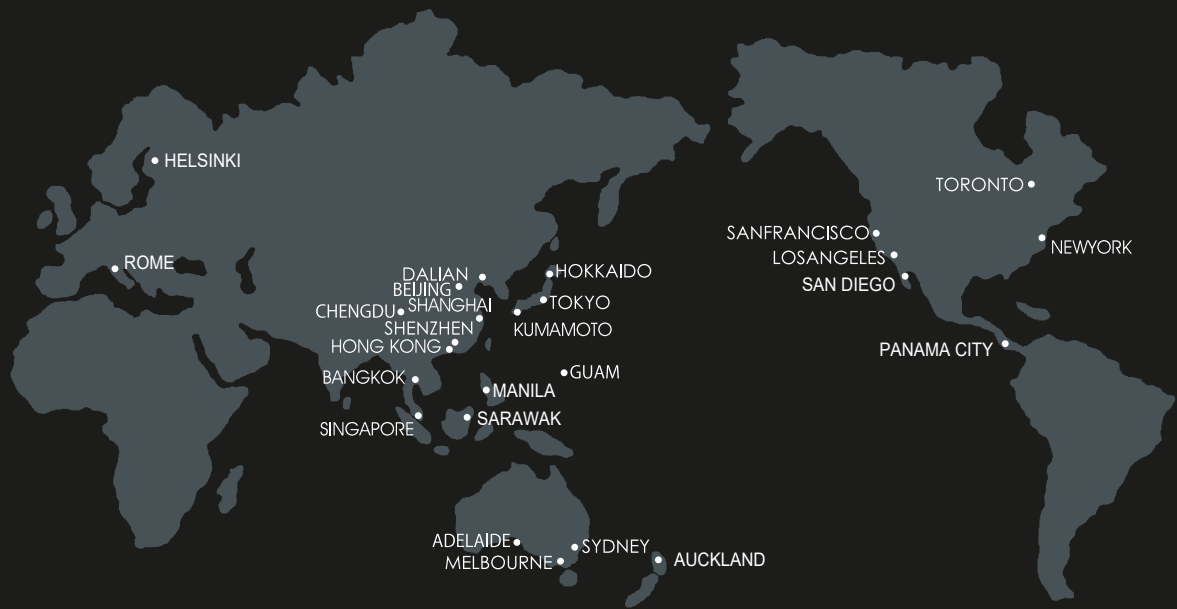 HELSINKI
TORONTO
SANFRANCISCO
NEWYORK
LOSANGELES
ROME
DALIAN
HOKKAIDO
SAN DIEGO
BEIJING
SHANGHAI
TOKYO
CHENGDU
SHENZHEN
KUMAMOTO
HONG KONG
PANAMA CITY
GUAM
BANGKOK
MANILA
SARAWAK
SINGAPORE
ADELAIDE
SYDNEY
MELBOURNE
AUCKLAND